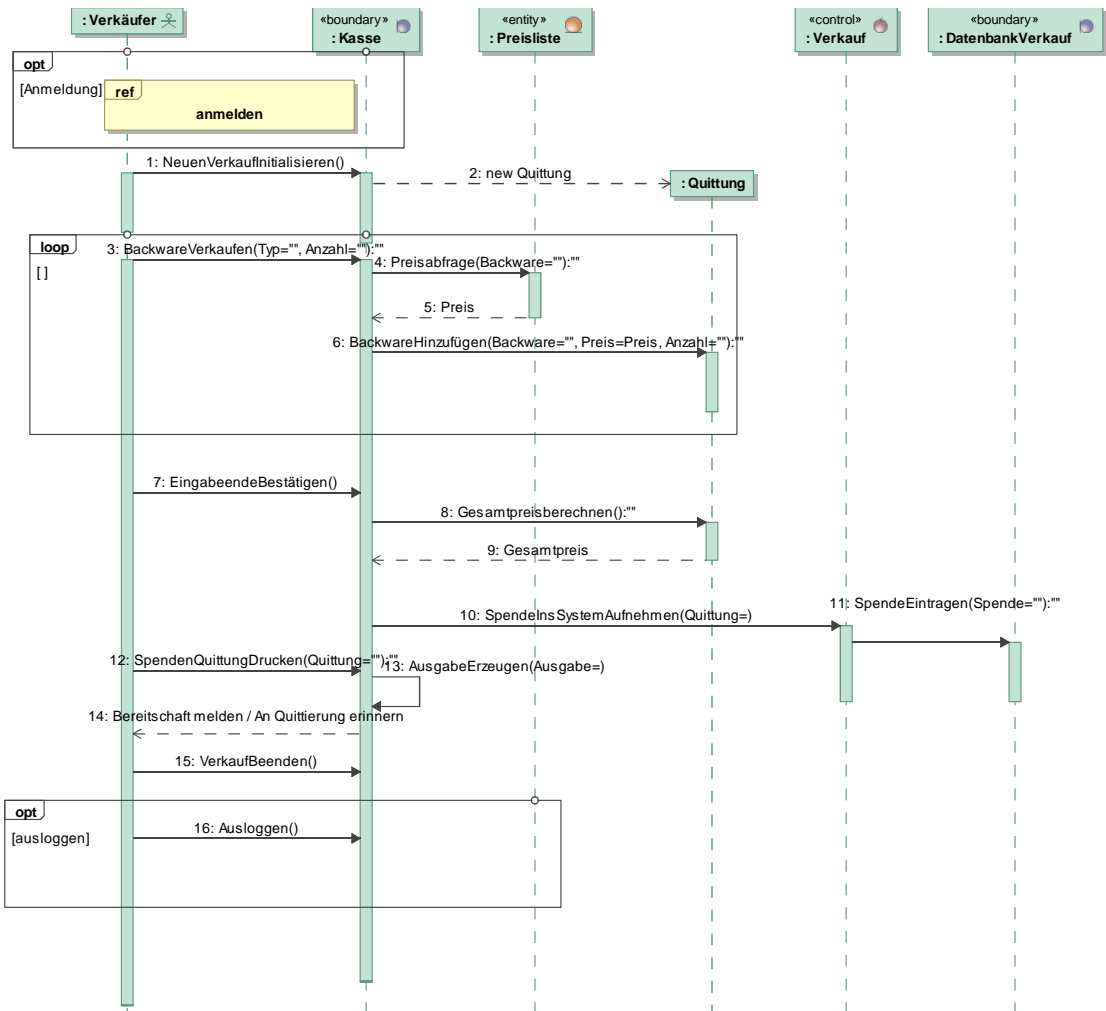 : Verkäufer
«boundary»
: Kasse
«entity»
: Preisliste
«control»
: Verkauf
«boundary»
: DatenbankVerkauf
opt
[Anmeldung]
ref
anmelden
1: NeuenVerkaufInitialisieren()
2: new Quittung
: Quittung
loop
[ ]
3: BackwareVerkaufen(Typ="", Anzahl=""):""
4: Preisabfrage(Backware=""):""
5: Preis
6: BackwareHinzufügen(Backware="", Preis=Preis, Anzahl=""):""
7: EingabeendeBestätigen()
8: Gesamtpreisberechnen():""
9: Gesamtpreis
10: SpendeInsSystemAufnehmen(Quittung=)
11: SpendeEintragen(Spende=""):""
12: SpendenQuittungDrucken(Quittung=""):""
13: AusgabeErzeugen(Ausgabe=)
14: Bereitschaft melden / An Quittierung erinnern
15: VerkaufBeenden()
opt
[ausloggen]
16: Ausloggen()